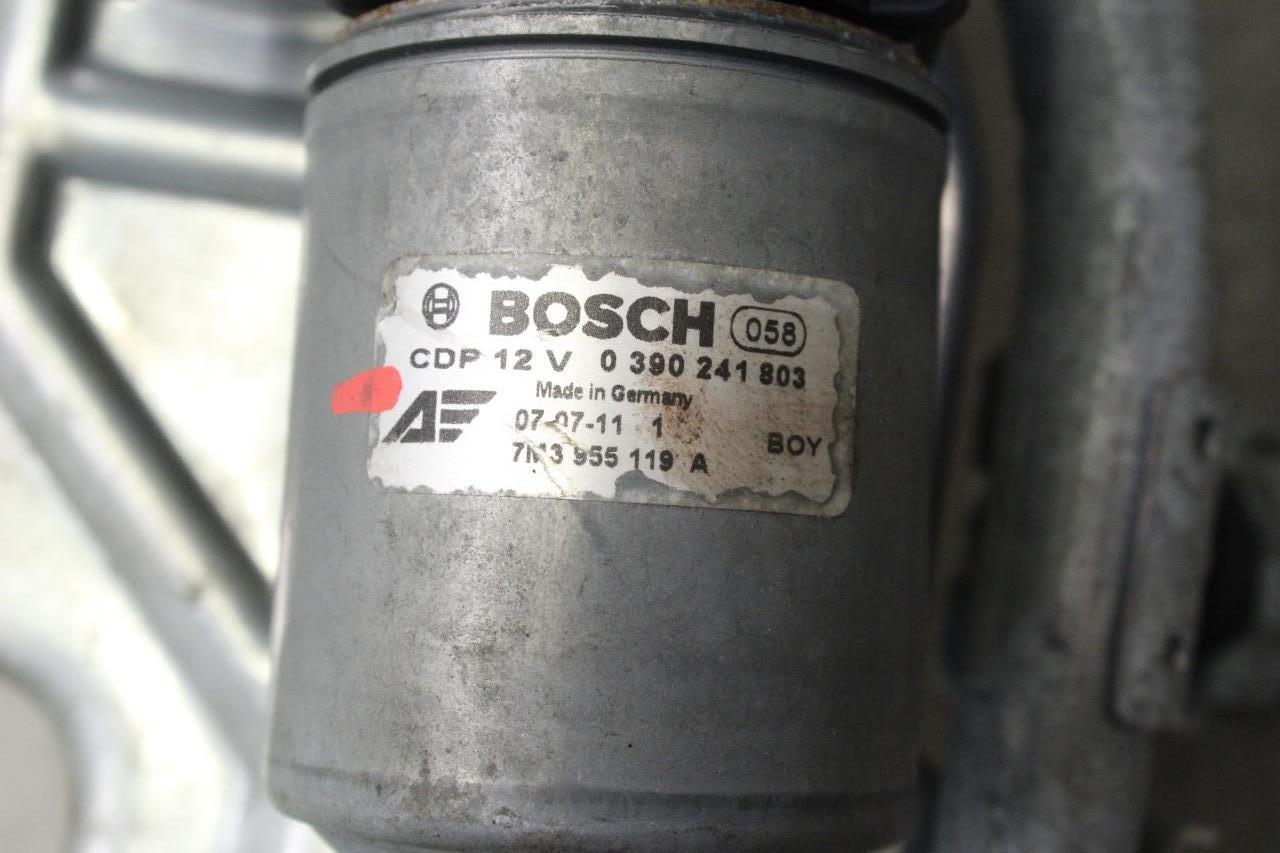 BOSCH 058
CDP 12 V 0 390 241 803
Made in Germany
AE 07-07-11 1
BOY
7M3 955 119 A